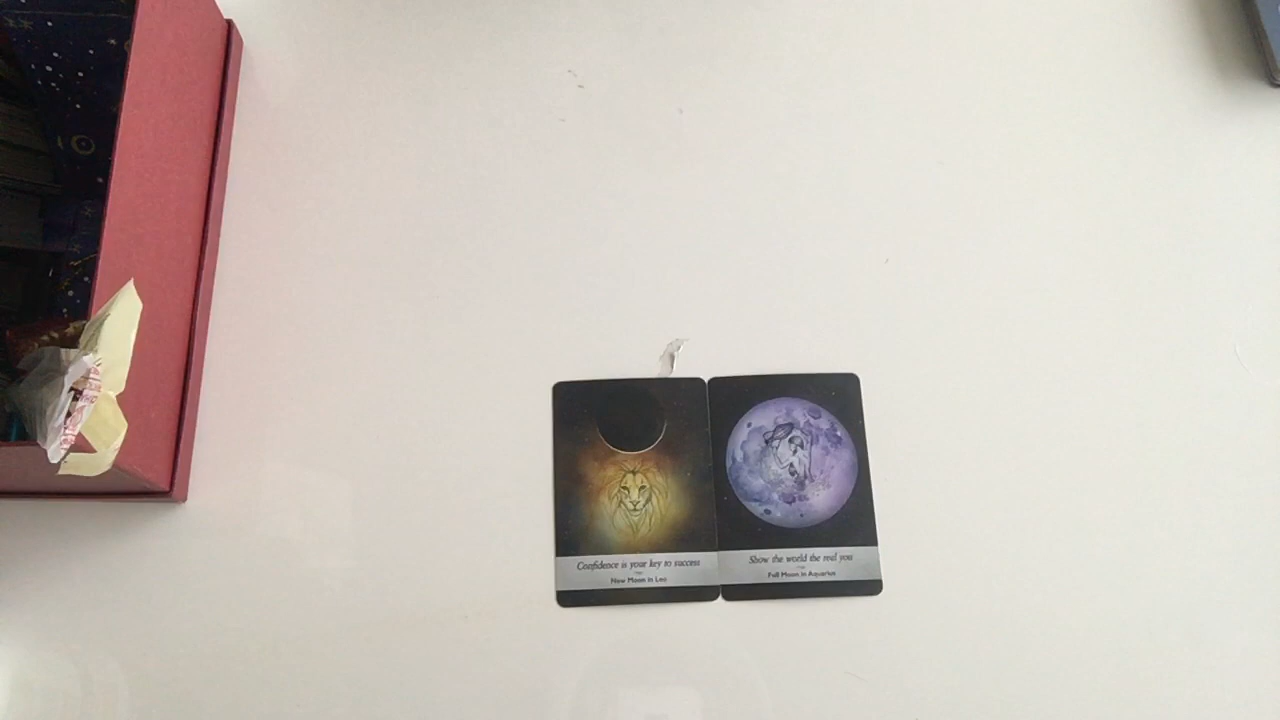 Confidence is your key to success
New Moon in Leo
Show the world the real you
Full Moon in Aquarius